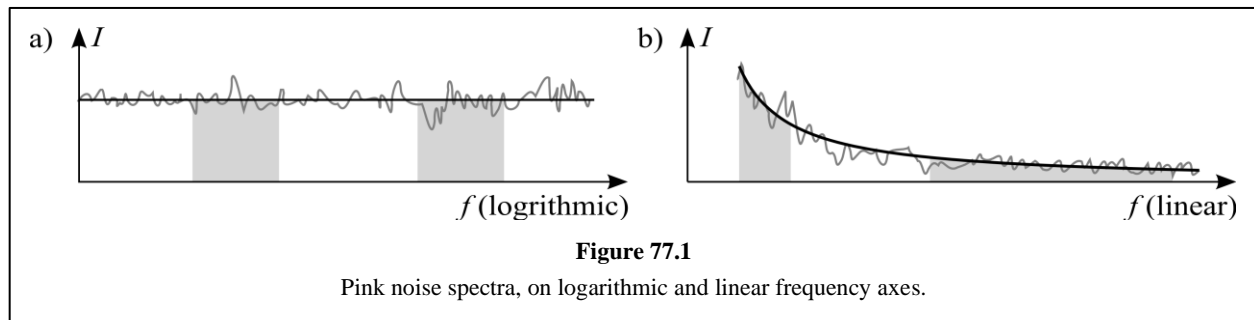 a) I
b) I
f (logrithmic)
f (linear)
Figure 77.1
Pink noise spectra, on logarithmic and linear frequency axes.